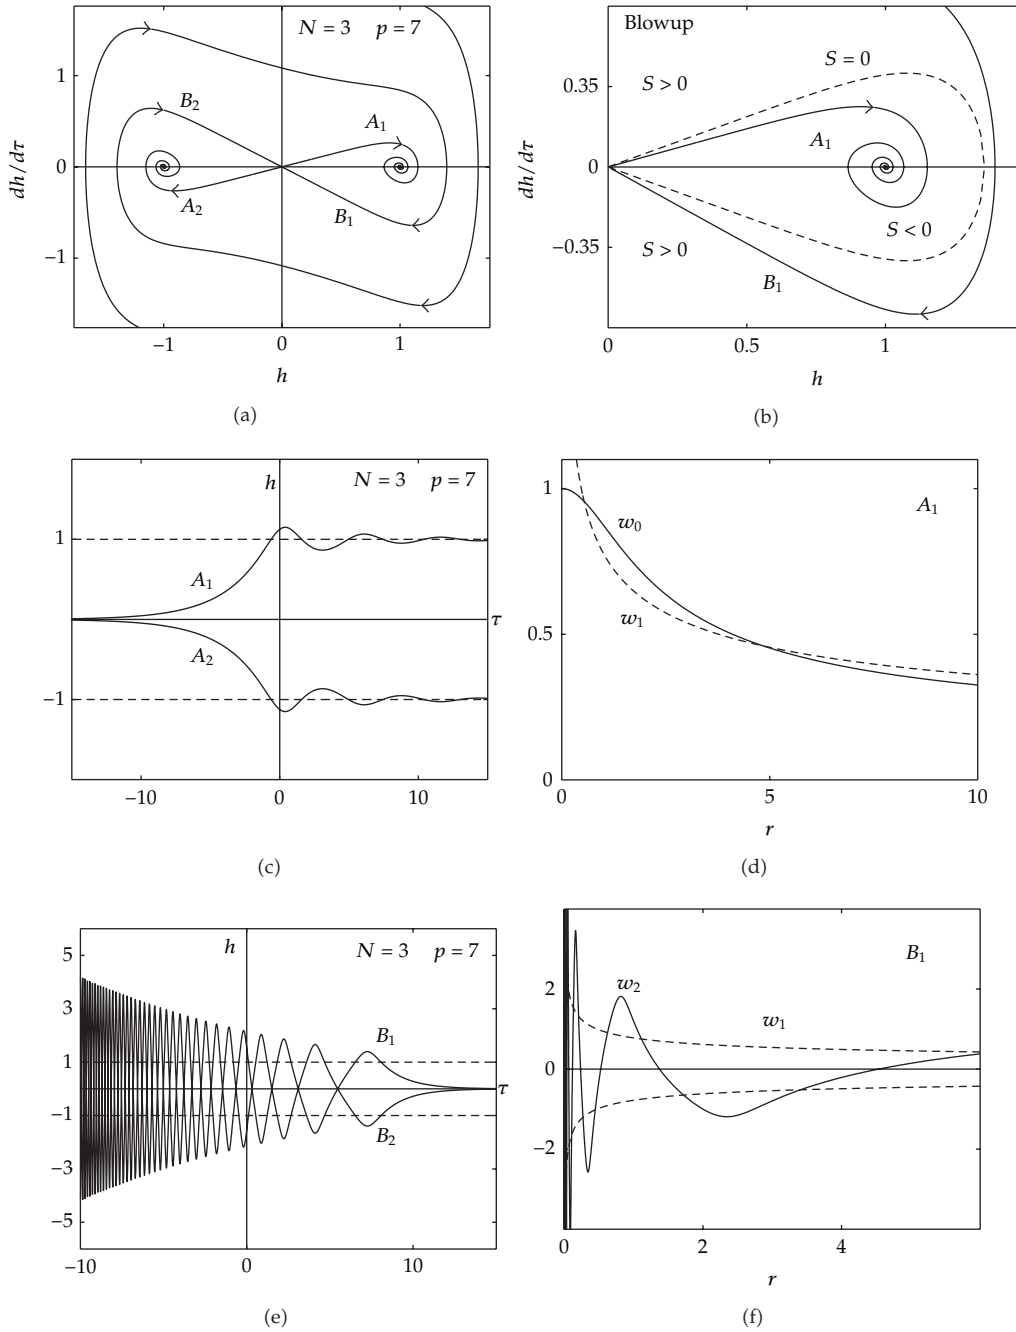 N = 3 p = 7
B₂
A₁
A₂
B₁
1
0
−1
dh/dτ
−1 0 1
h
(a)
Blowup
S = 0
S > 0
A₁
S < 0
S > 0
B₁
0.35
0
−0.35
dh/dτ
0 0.5 1
h
(b)
h
N = 3 p = 7
1
A₁
τ
A₂
−1
−10 0 10
(c)
A₁
w₀
w₁
1
0.5
0
0 5 10
r
(d)
h
N = 3 p = 7
5
3
1
−1
−3
−5
B₁
τ
B₂
−10 0 10
(e)
B₁
w₂
w₁
2
0
−2
0 2 4
r
(f)